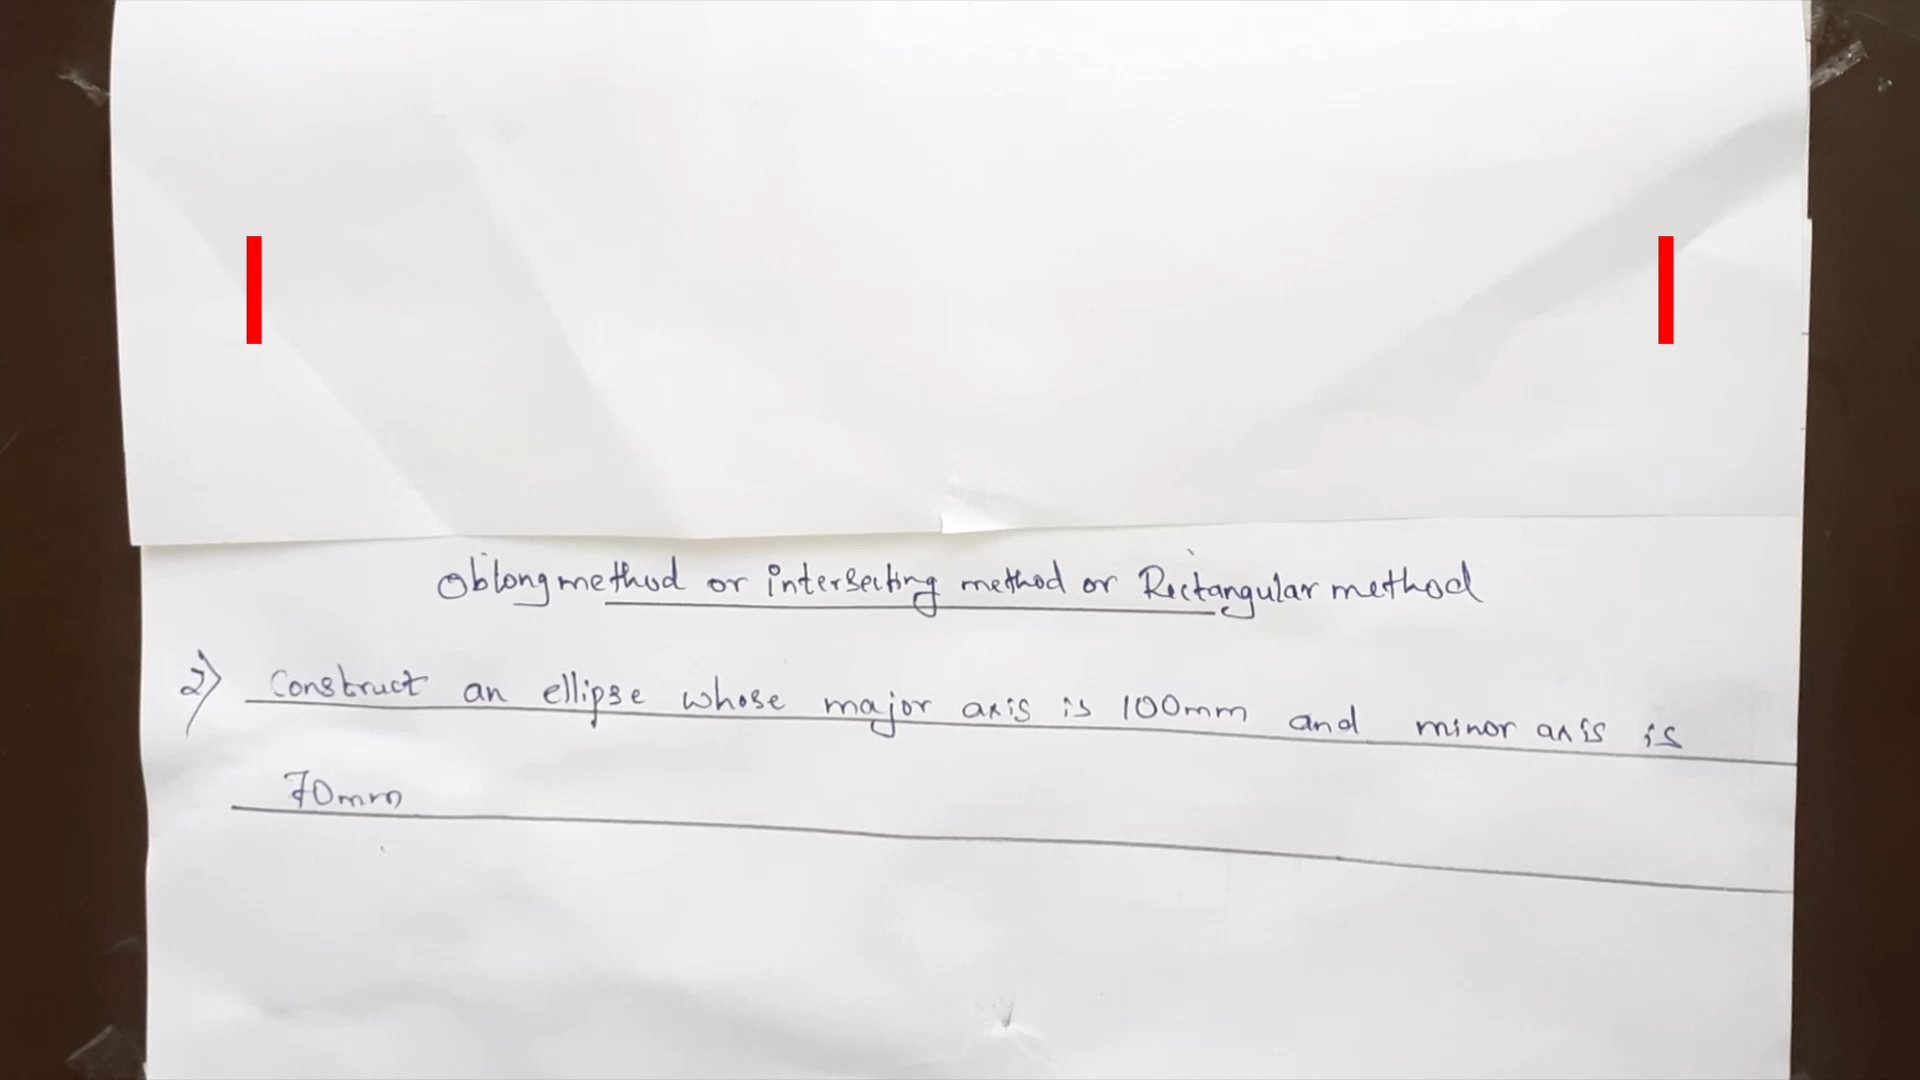 Oblong method or intersecting method or Rectangular method
2) Construct an ellipse whose major axis is 100mm and minor axis is
70mm